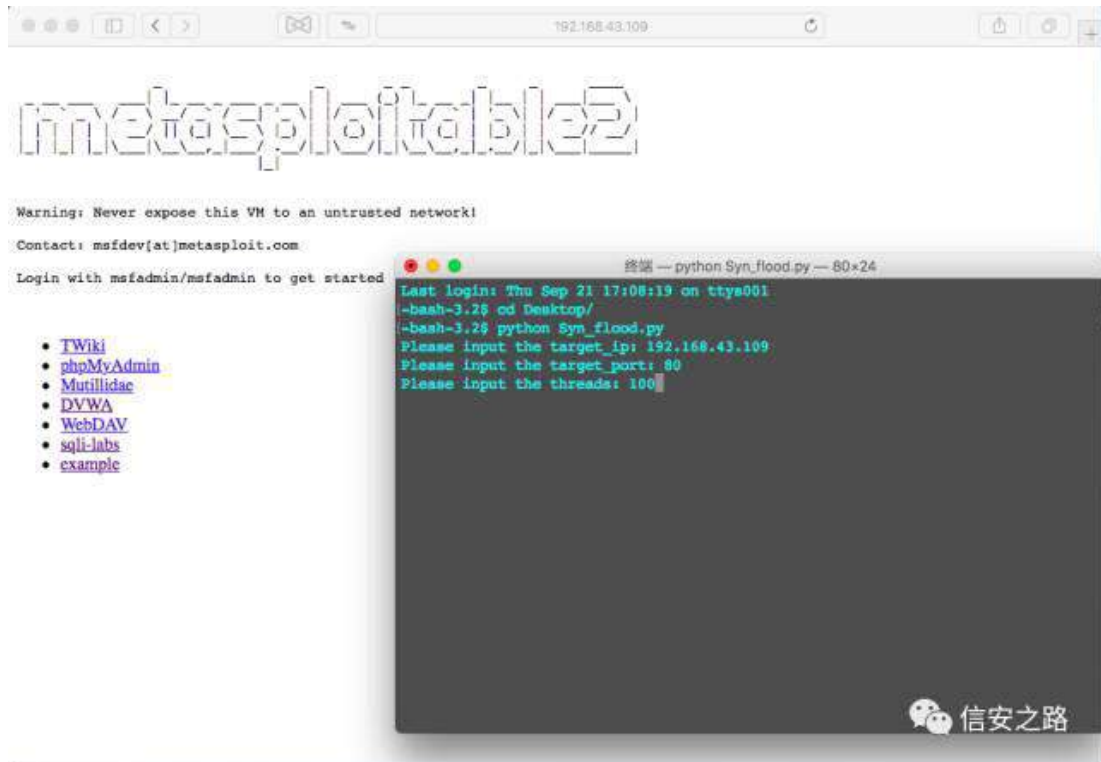 192.168.43.109
metasploitable2
Warning: Never expose this VM to an untrusted network!
Contact: msfdev[at]metasploit.com
Login with msfadmin/msfadmin to get started
TWiki
phpMyAdmin
Mutillidae
DVWA
WebDAV
sqli-labs
example
终端 — python Syn_flood.py — 80×24
Last login: Thu Sep 21 17:08:19 on ttys001
[-bash-3.2$ cd Desktop/
[-bash-3.2$ python Syn_flood.py
Please input the target_ip: 192.168.43.109
Please input the target_port: 80
Please input the threads: 100
信安之路